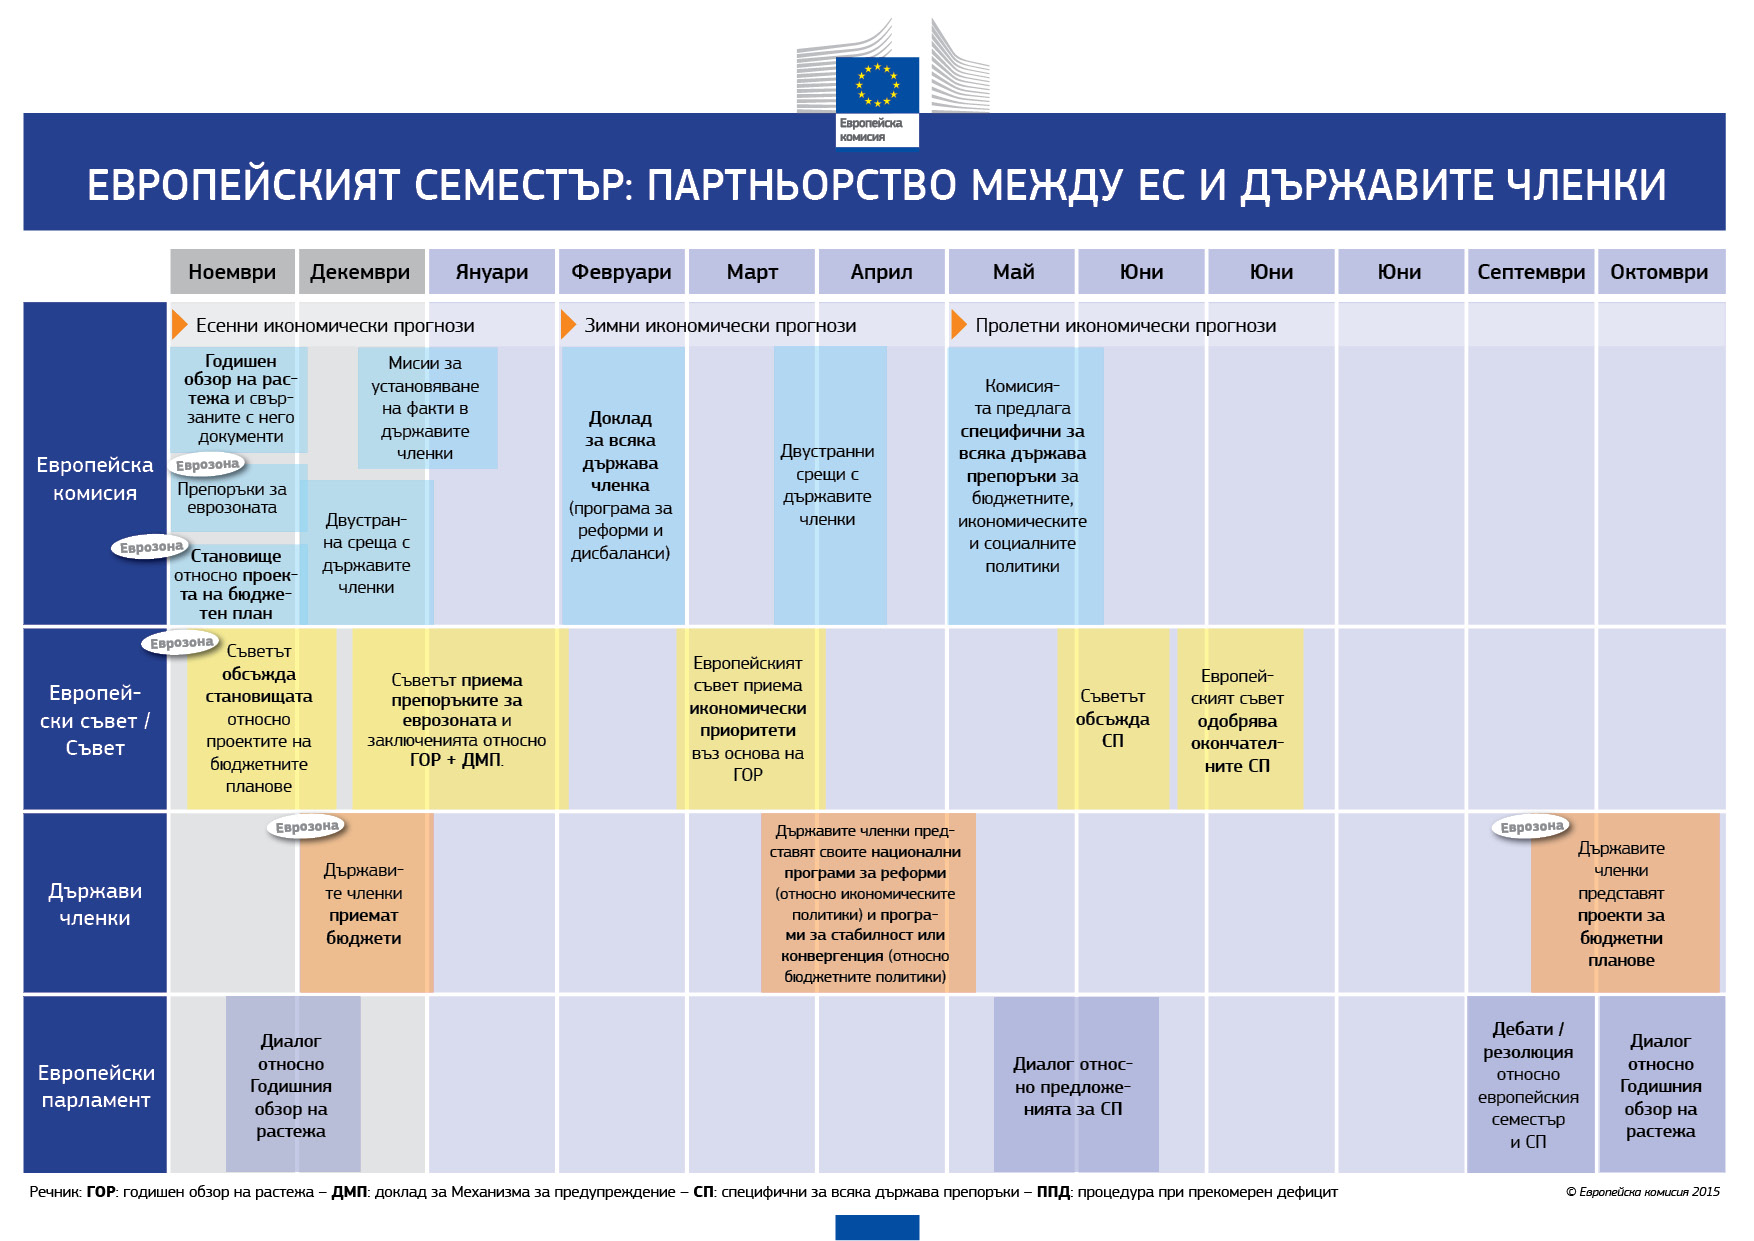 Европейска
комисия
ЕВРОПЕЙСКИЯТ СЕМЕСТЪР: ПАРТНЬОРСТВО МЕЖДУ ЕС И ДЪРЖАВИТЕ ЧЛЕНКИ
Ноември Декември Януари Февруари Март Април Май Юни Юни Юни Септември Октомври
Европейска
комисия
Есенни икономически прогнози
Зимни икономически прогнози
Пролетни икономически прогнози
Годишен
обзор на рас-
тежа и свър-
заните с него
документи
Еврозона
Препоръки за
еврозоната
Еврозона
Становище
относно проек-
та на бюдже-
тен план
Мисии за
установяване
на факти в
държавите
членки
Двустран-
на среща с
държавите
членки
Доклад
за всяка
държава
членка
(програма за
реформи и
дисбаланси)
Двустранни
срещи с
държавите
членки
Комисия-
та предлага
специфични за
всяка държава
препоръки за
бюджетните,
икономическите
и социалните
политики
Европей-
ски съвет /
Съвет
Еврозона
Съветът
обсъжда
становищата
относно
проектите на
бюджетните
планове
Съветът приема
препоръките за
еврозоната и
заключенията относно
ГОР + ДМП.
Европейският
съвет приема
икономически
приоритети
въз основа на
ГОР
Съветът
обсъжда
СП
Европей-
ският съвет
одобрява
окончател-
ните СП
Държави
членки
Еврозона
Държави-
те членки
приемат
бюджети
Държавите членки пред-
ставят своите национални
програми за реформи
(относно икономическите
политики) и програ-
ми за стабилност или
конвергенция (относно
бюджетните политики)
Еврозона
Държавите
членки
представят
проекти за
бюджетни
планове
Европейски
парламент
Диалог
относно
Годишния
обзор на
растежа
Диалог относ-
но предложе-
нията за СП
Дебати /
резолюция
относно
европейския
семестър
и СП
Диалог
относно
Годишния
обзор на
растежа
Речник: ГОР: годишен обзор на растежа – ДМП: доклад за Механизма за предупреждение – СП: специфични за всяка държава препоръки – ППД: процедура при прекомерен дефицит
© Европейска комисия 2015